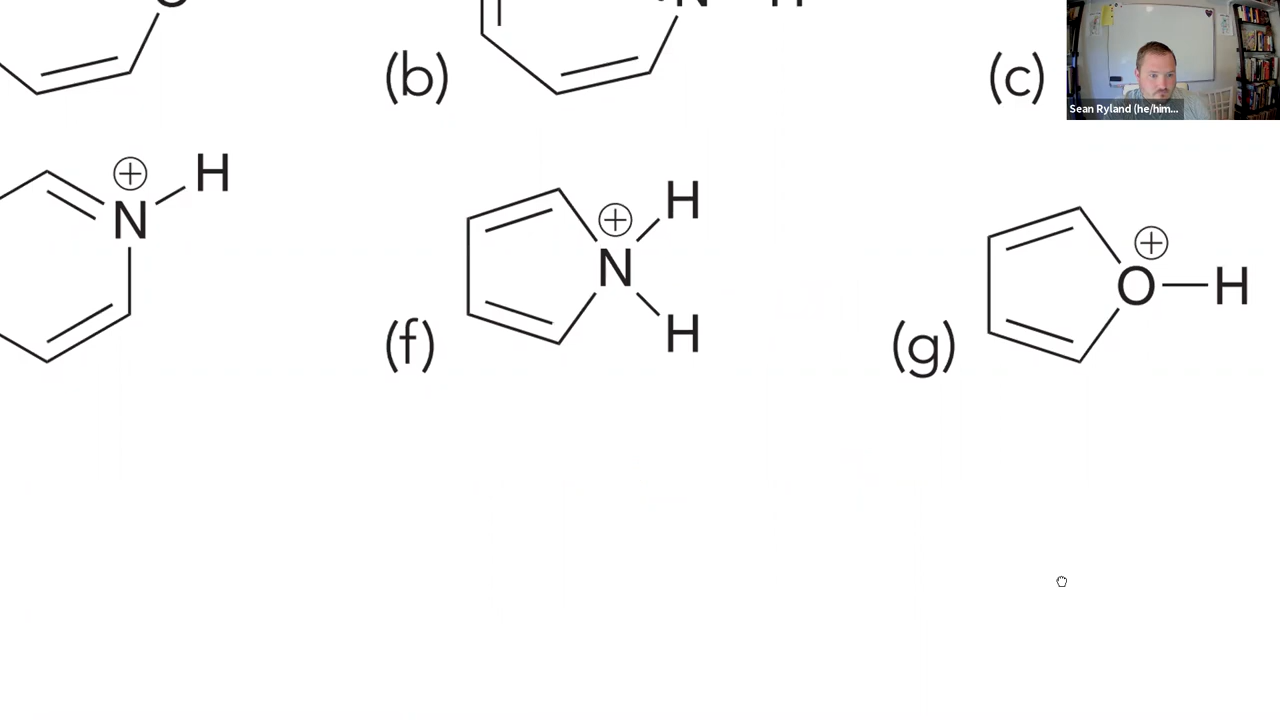 N H
(b)
(c)
Sean Ryland (he/him...
⊕
N H
⊕
N H
H
(f)
⊕
O H
(g)